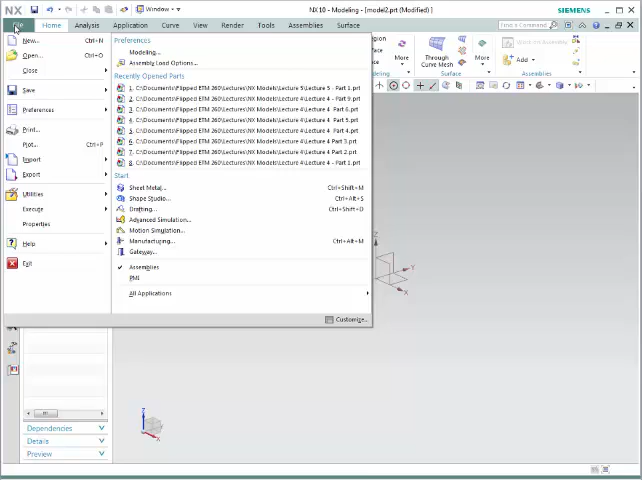 NX
Window
NX 10 - Modeling - [model2.prt (Modified) ]
SIEMENS
File Home Analysis Application Curve View Render Tools Assemblies Surface
Find a Command
New... Ctrl+N
Open... Ctrl+O
Close
Save
Preferences
Print...
Plot... Ctrl+P
Import
Export
Utilities
Execute
Properties
Help
Exit
Preferences
Modeling...
Assembly Load Options...
Recently Opened Parts
1. C:\Documents\Flipped ETM 260\Lectures\NX Models\Lecture 5\Lecture 5 - Part 1.prt
2. C:\Documents\Flipped ETM 260\Lectures\NX Models\Lecture 4\Lecture 4 - Part 9.prt
3. C:\Documents\Flipped ETM 260\Lectures\NX Models\Lecture 4\Lecture 4 Part 6.prt
4. C:\Documents\Flipped ETM 260\Lectures\NX Models\Lecture 4\Lecture 4 Part 5.prt
5. C:\Documents\Flipped ETM 260\Lectures\NX Models\Lecture 4\Lecture 4 Part 4.prt
6. C:\Documents\Flipped ETM 260\Lectures\NX Models\Lecture 4\Lecture 4 Part 3.prt
7. C:\Documents\Flipped ETM 260\Lectures\NX Models\Lecture 4\Lecture 4 Part 2.prt
8. C:\Documents\Flipped ETM 260\Lectures\NX Models\Lecture 4\Lecture 4 - Part 1.prt
Start
Sheet Metal... Ctrl+Shift+M
Shape Studio... Ctrl+Alt+S
Drafting... Ctrl+Shift+D
Advanced Simulation...
Motion Simulation...
Manufacturing... Ctrl+Alt+M
Gateway...
Assemblies
PMI
All Applications
Customize...
More
Through
Curve Mesh
More
Surface
Add
Assemblies
Z
Y
X
Z
X
Dependencies
Details
Preview